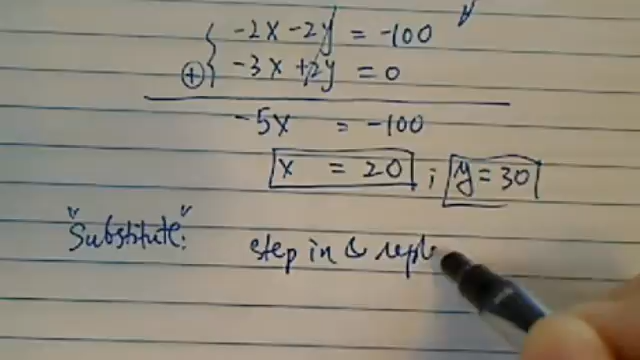 -2x - 2y = -100
⊕ -3x + 2y = 0
-5x = -100
x = 20 ; y = 30
"Substitute": step in & repl